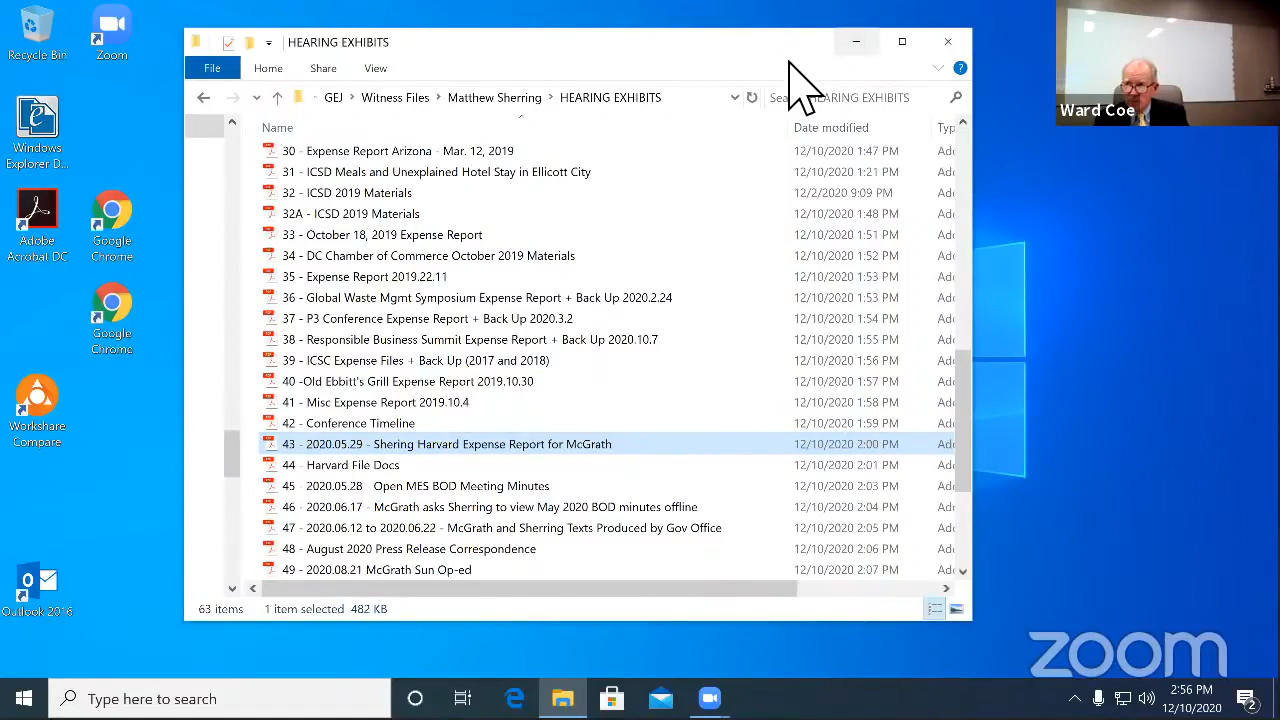 Recycle Bin
Zoom
Windows
Explorer D...
Adobe
Acrobat DC
Google
Chrome
Google
Chrome
Workshare
Compare
Outlook 2016
HEARING EXHIBITS
File
Home
Share
View
GEJ
Witness Files
Matthew Sherring
HEARING EXHIBITS
HEARING EXHIBITS
Name
Date modified
30 - Expense Report Arizona - Mar. 12, 2019 12/10/2020 1:47 PM
31 - ICSD Meals and Unexplained Hotel Stay in Ellicott City 12/10/2020 1:21 PM
32 - ICSD 2019 Materials 12/2/2020 9:09 PM
32A - ICSD 2019 Materials 12/10/2020 1:48 PM
33 - October 18, 2019 Expense Report 12/10/2020 1:51 PM
34 - DC Chamber of Commerce October 2019 Materials 12/10/2020 1:52 PM
35 - Expense Report 2019.22.11 12/10/2020 1:53 PM
36 - Global Waste Mgmt Symposium Expense Report + Back Up 2020.2.24 12/10/2020 1:53 PM
37 - P3 Conference Expense Report + Back Up 2020.3.2 12/10/2020 1:54 PM
38 - Responsible Business Summit Expense Report + Back Up 2020.10.7 12/10/2020 1:55 PM
39 - ICSC Expense Files + Back Up (2017 and 2018) 12/10/2020 1:56 PM
40 -Old Ebbitt's Grill Expense Report 2019.10.30 12/10/2020 1:57 PM
41 - Misc Expense Report 2019.10.4 12/10/2020 1:58 PM
42 - Conference Timeline 12/10/2020 1:59 PM
43 - 2020.05.29 - Shering Harvard Expense Report for McGrath 12/10/2020 2:00 PM
44 - Harvard File Docs 12/10/2020 2:01 PM
45 - 2020.05.28 - Open MES BOD Meeting Minutes 12/10/2020 2:03 PM
46 - 2020.06.17 - McGrath asks Sherring to view May 2020 BOD minutes offline 12/10/2020 2:04 PM
47 - 2020.06.12 to 2020.06.22 - McGrath and Sherring Texts Produced by Gov Office 12/10/2020 2:05 PM
48 - August 2020 Press Release Correspondence 12/10/2020 2:06 PM
49 - 2020.08.21 McGrath Sun Op-ed 12/10/2020 2:07 PM
63 items
1 item selected 482 KB
Ward Coe
zoom
Type here to search
2:56 PM
12/10/2020
2